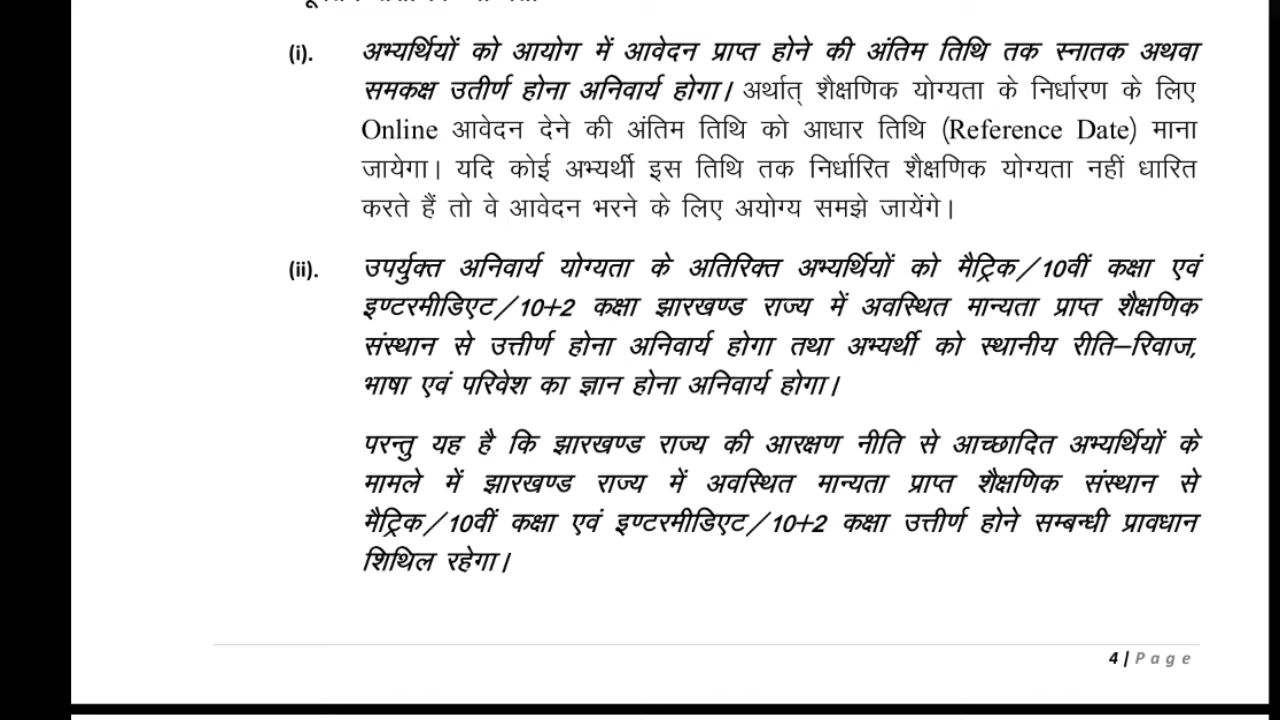 (i). अभ्यर्थियों को आयोग में आवेदन प्राप्त होने की अंतिम तिथि तक स्नातक अथवा
समकक्ष उतीर्ण होना अनिवार्य होगा। अर्थात् शैक्षणिक योग्यता के निर्धारण के लिए
Online आवेदन देने की अंतिम तिथि को आधार तिथि (Reference Date) माना
जायेगा। यदि कोई अभ्यर्थी इस तिथि तक निर्धारित शैक्षणिक योग्यता नहीं धारित
करते हैं तो वे आवेदन भरने के लिए अयोग्य समझे जायेंगे।
(ii). उपर्युक्त अनिवार्य योग्यता के अतिरिक्त अभ्यर्थियों को मैट्रिक/10वीं कक्षा एवं
इण्टरमीडिएट/10+2 कक्षा झारखण्ड राज्य में अवस्थित मान्यता प्राप्त शैक्षणिक
संस्थान से उत्तीर्ण होना अनिवार्य होगा तथा अभ्यर्थी को स्थानीय रीति–रिवाज,
भाषा एवं परिवेश का ज्ञान होना अनिवार्य होगा।
परन्तु यह है कि झारखण्ड राज्य की आरक्षण नीति से आच्छादित अभ्यर्थियों के
मामले में झारखण्ड राज्य में अवस्थित मान्यता प्राप्त शैक्षणिक संस्थान से
मैट्रिक/10वीं कक्षा एवं इण्टरमीडिएट/10+2 कक्षा उत्तीर्ण होने सम्बन्धी प्रावधान
शिथिल रहेगा।
4 | Page